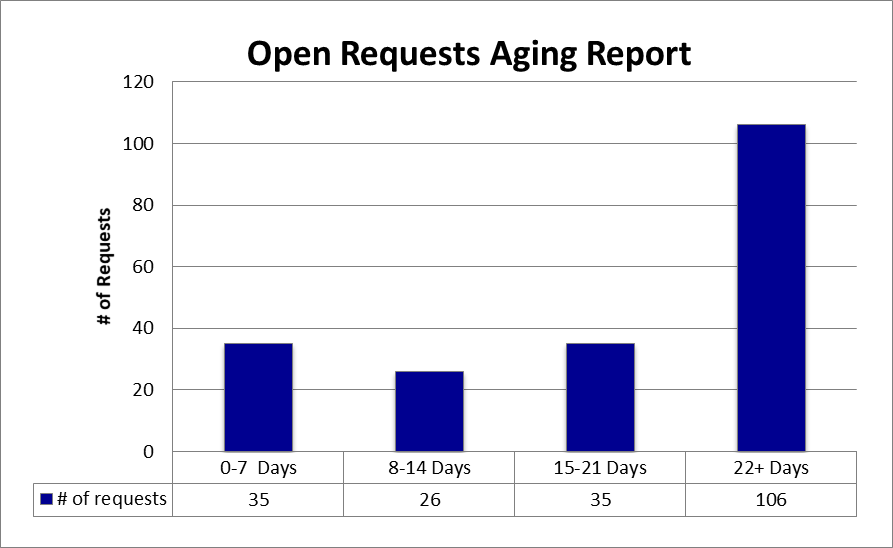 Open Requests Aging Report
120
100
80
60
40
20
0
# of Requests
0-7 Days 8-14 Days 15-21 Days 22+ Days
# of requests 35 26 35 106